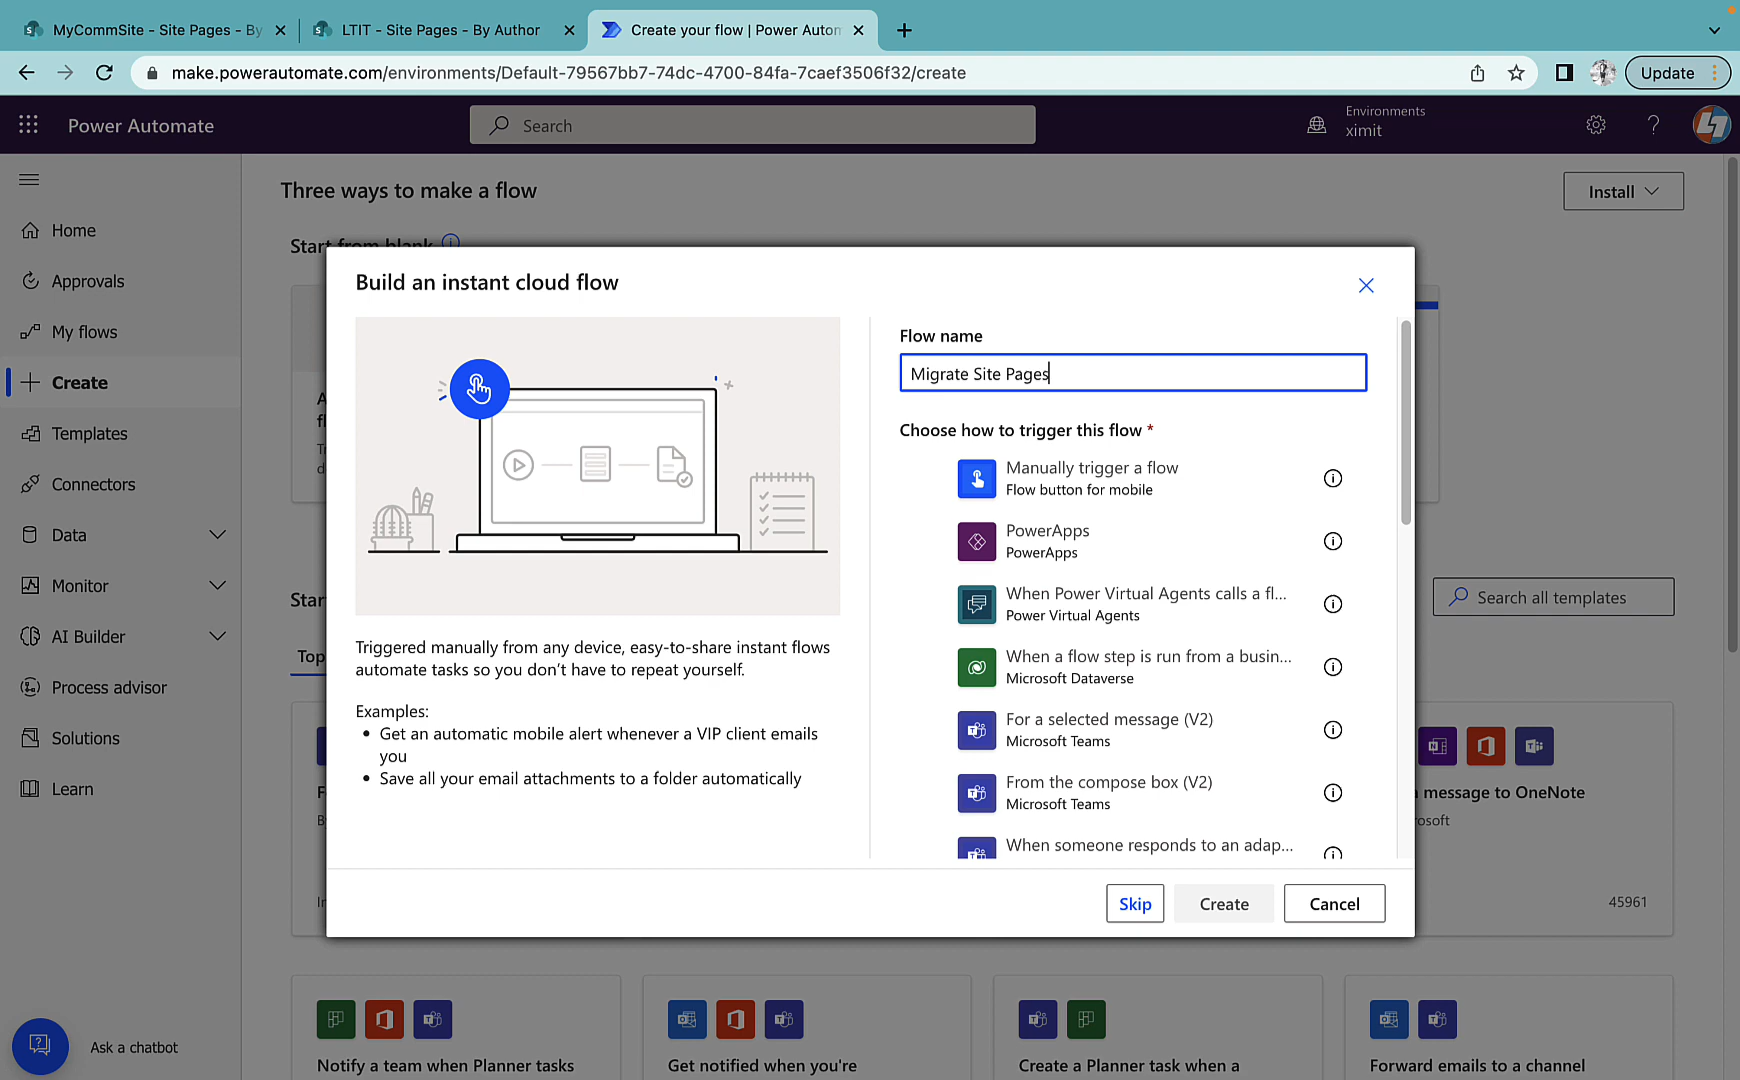 MyCommSite - Site Pages - By
LTIT - Site Pages - By Author
Create your flow | Power Autom
make.powerautomate.com/environments/Default-79567bb7-74dc-4700-84fa-7caef3506f32/create
Update
Power Automate
Search
Environments
ximit
Three ways to make a flow
Install
Home
Approvals
My flows
Create
Templates
Connectors
Data
Monitor
AI Builder
Process advisor
Solutions
Learn
Ask a chatbot
Start from blank
Build an instant cloud flow
Flow name
Migrate Site Pages
Choose how to trigger this flow *
Manually trigger a flow
Flow button for mobile
PowerApps
PowerApps
When Power Virtual Agents calls a fl...
Power Virtual Agents
When a flow step is run from a busin...
Microsoft Dataverse
For a selected message (V2)
Microsoft Teams
From the compose box (V2)
Microsoft Teams
When someone responds to an adap...
Triggered manually from any device, easy-to-share instant flows
automate tasks so you don't have to repeat yourself.
Examples:
• Get an automatic mobile alert whenever a VIP client emails
you
• Save all your email attachments to a folder automatically
Skip
Create
Cancel
Search all templates
Top
message to OneNote
45961
Notify a team when Planner tasks
Get notified when you're
Create a Planner task when a
Forward emails to a channel